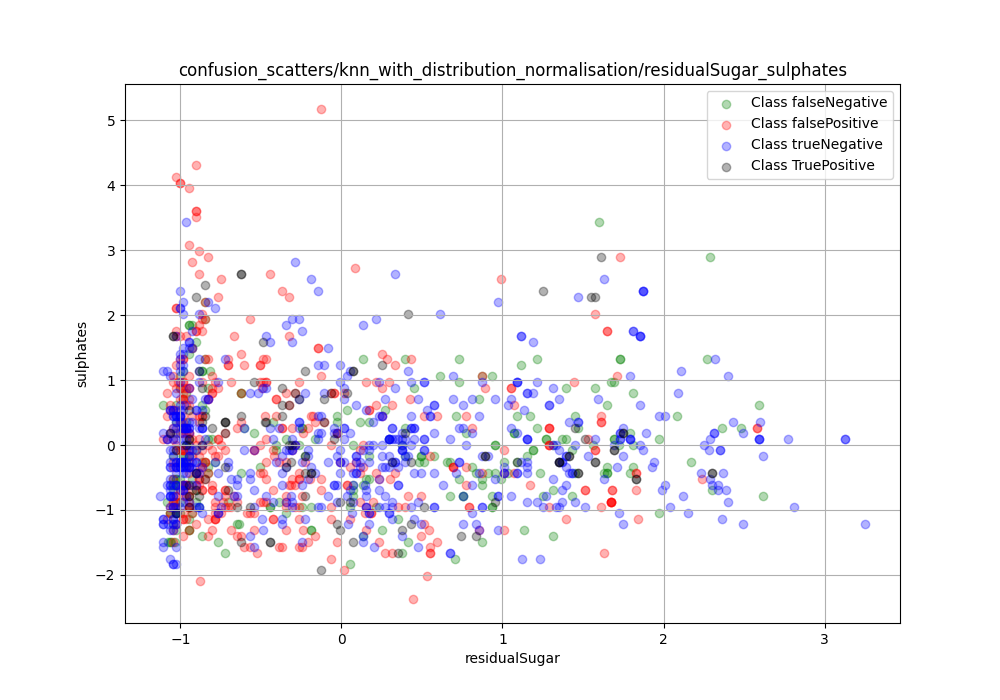 confusion_scatters/knn_with_distribution_normalisation/residualSugar_sulphates
Class falseNegative
Class falsePositive
Class trueNegative
Class TruePositive
5
4
3
2
1
0
−1
−2
sulphates
−1 0 1 2 3
residualSugar